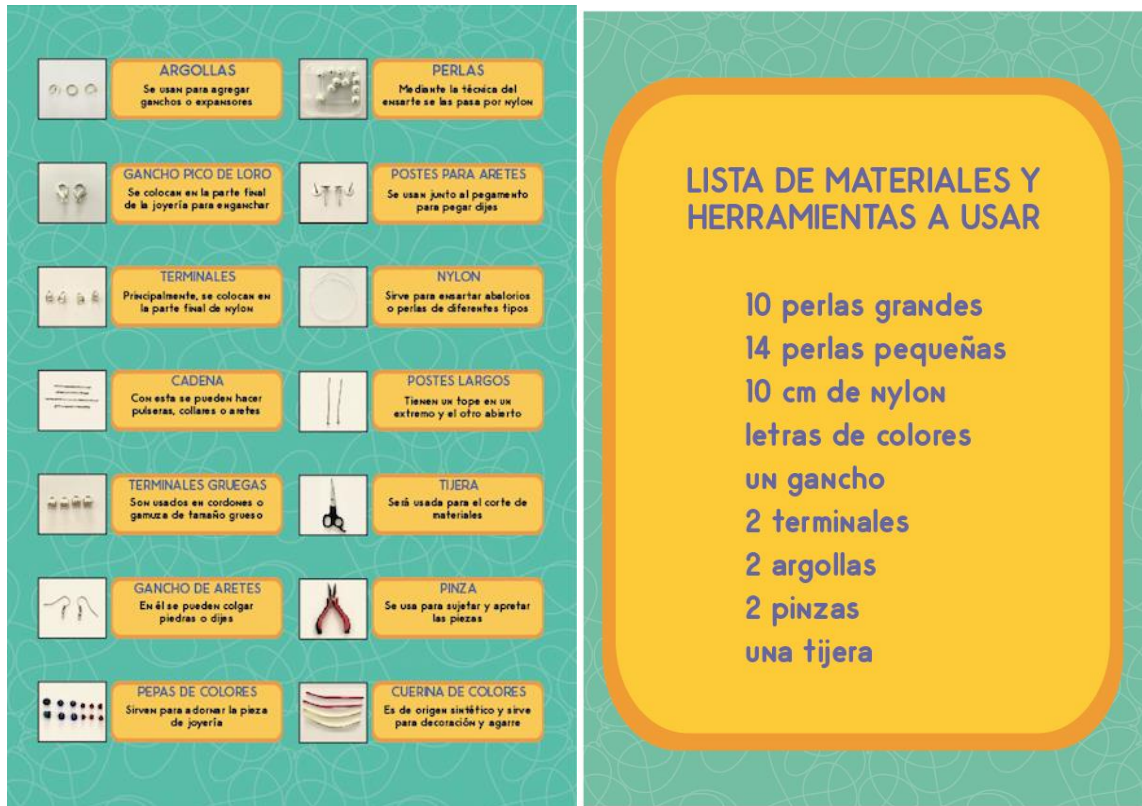 ARGOLLAS
Se usan para agregar
ganchos o expansores
PERLAS
Mediante la técnica del
ensarte se las pasa por nylon
GANCHO PICO DE LORO
Se colocan en la parte final
de la joyería para enganchar
POSTES PARA ARETES
Se usan junto al pegamento
para pegar dijes
TERMINALES
Principalmente, se colocan en
la parte final de nylon
NYLON
Sirve para ensartar abalorios
o perlas de diferentes tipos
CADENA
Con esta se pueden hacer
pulseras, collares o aretes
POSTES LARGOS
Tienen un tope en un
extremo y el otro abierto
TERMINALES GRUEGAS
Son usados en cordones o
gamuza de tamaño grueso
TIJERA
Será usada para el corte de
materiales
GANCHO DE ARETES
En él se pueden colgar
piedras o dijes
PINZA
Se usa para sujetar y apretar
las piezas
PEPAS DE COLORES
Sirven para adornar la pieza
de joyería
CUERINA DE COLORES
Es de origen sintético y sirve
para decoración y agarre
LISTA DE MATERIALES Y
HERRAMIENTAS A USAR
10 perlas grandes
14 perlas pequeñas
10 cm de nylon
letras de colores
un gancho
2 terminales
2 argollas
2 pinzas
una tijera